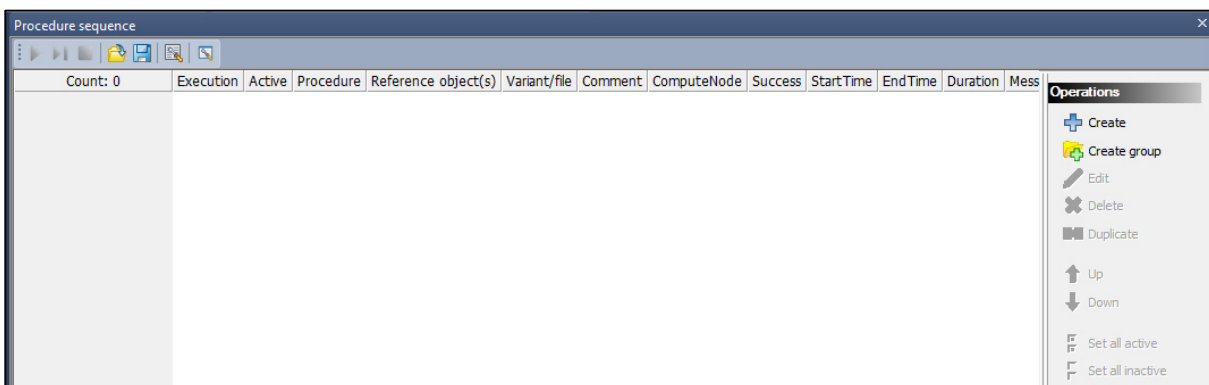 Procedure sequence
Count: 0 Execution Active Procedure Reference object(s) Variant/file Comment ComputeNode Success StartTime EndTime Duration Mess
Operations
Create
Create group
Edit
Delete
Duplicate
Up
Down
Set all active
Set all inactive